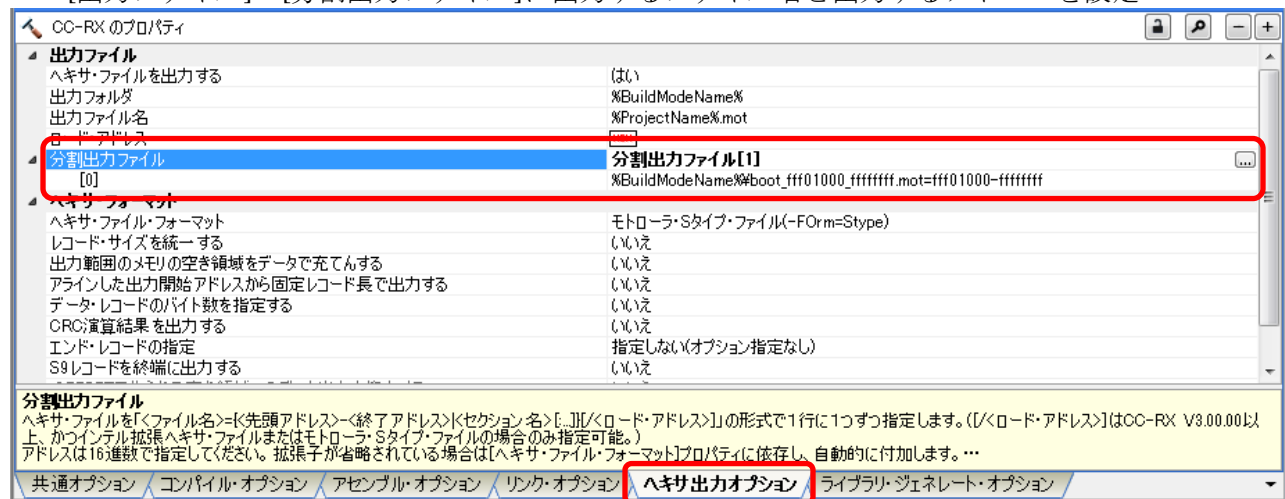 CC-RX のプロパティ
出力ファイル
ヘキサ・ファイルを出力する はい
出力フォルダ %BuildModeName%
出力ファイル名 %ProjectName%.mot
ロード・アドレス
分割出力ファイル 分割出力ファイル[1]
[0] %BuildModeName%¥boot_fff01000_ffffffff.mot=fff01000-ffffffff
ヘキサ・フォーマット
ヘキサ・ファイル・フォーマット モトローラ・Sタイプ・ファイル(-FOrm=Stype)
レコード・サイズを統一する いいえ
出力範囲のメモリの空き領域をデータで充てんする いいえ
アラインした出力開始アドレスから固定レコード長で出力する いいえ
データ・レコードのバイト数を指定する いいえ
CRC演算結果を出力する いいえ
エンド・レコードの指定 指定しない(オプション指定なし)
S9レコードを終端に出力する いいえ
分割出力ファイル
ヘキサ・ファイルを「<ファイル名>={<先頭アドレス>-<終了アドレス>|<セクション名>[,...]}[/<ロード・アドレス>]」の形式で1行に1つずつ指定します。([/<ロード・アドレス>]はCC-RX V3.00.00以
上、かつインテル拡張ヘキサ・ファイルまたはモトローラ・Sタイプ・ファイルの場合のみ指定可能。)
アドレスは16進数で指定してください。拡張子が省略されている場合は[ヘキサ・ファイル・フォーマット]プロパティに依存し、自動的に付加します。…
共通オプション コンパイル・オプション アセンブル・オプション リンク・オプション ヘキサ出力オプション ライブラリ・ジェネレート・オプション